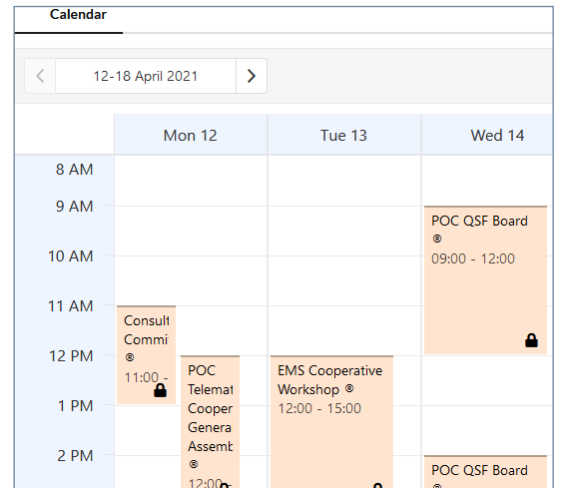 Calendar
12-18 April 2021
Mon 12
Tue 13
Wed 14
8 AM
9 AM
10 AM
11 AM
12 PM
1 PM
2 PM
Consult
Commi
®
11:00 -
POC
Telemat
Cooper
Genera
Assemb
®
12:00 -
EMS Cooperative
Workshop ®
12:00 - 15:00
POC QSF Board
®
09:00 - 12:00
POC QSF Board
®